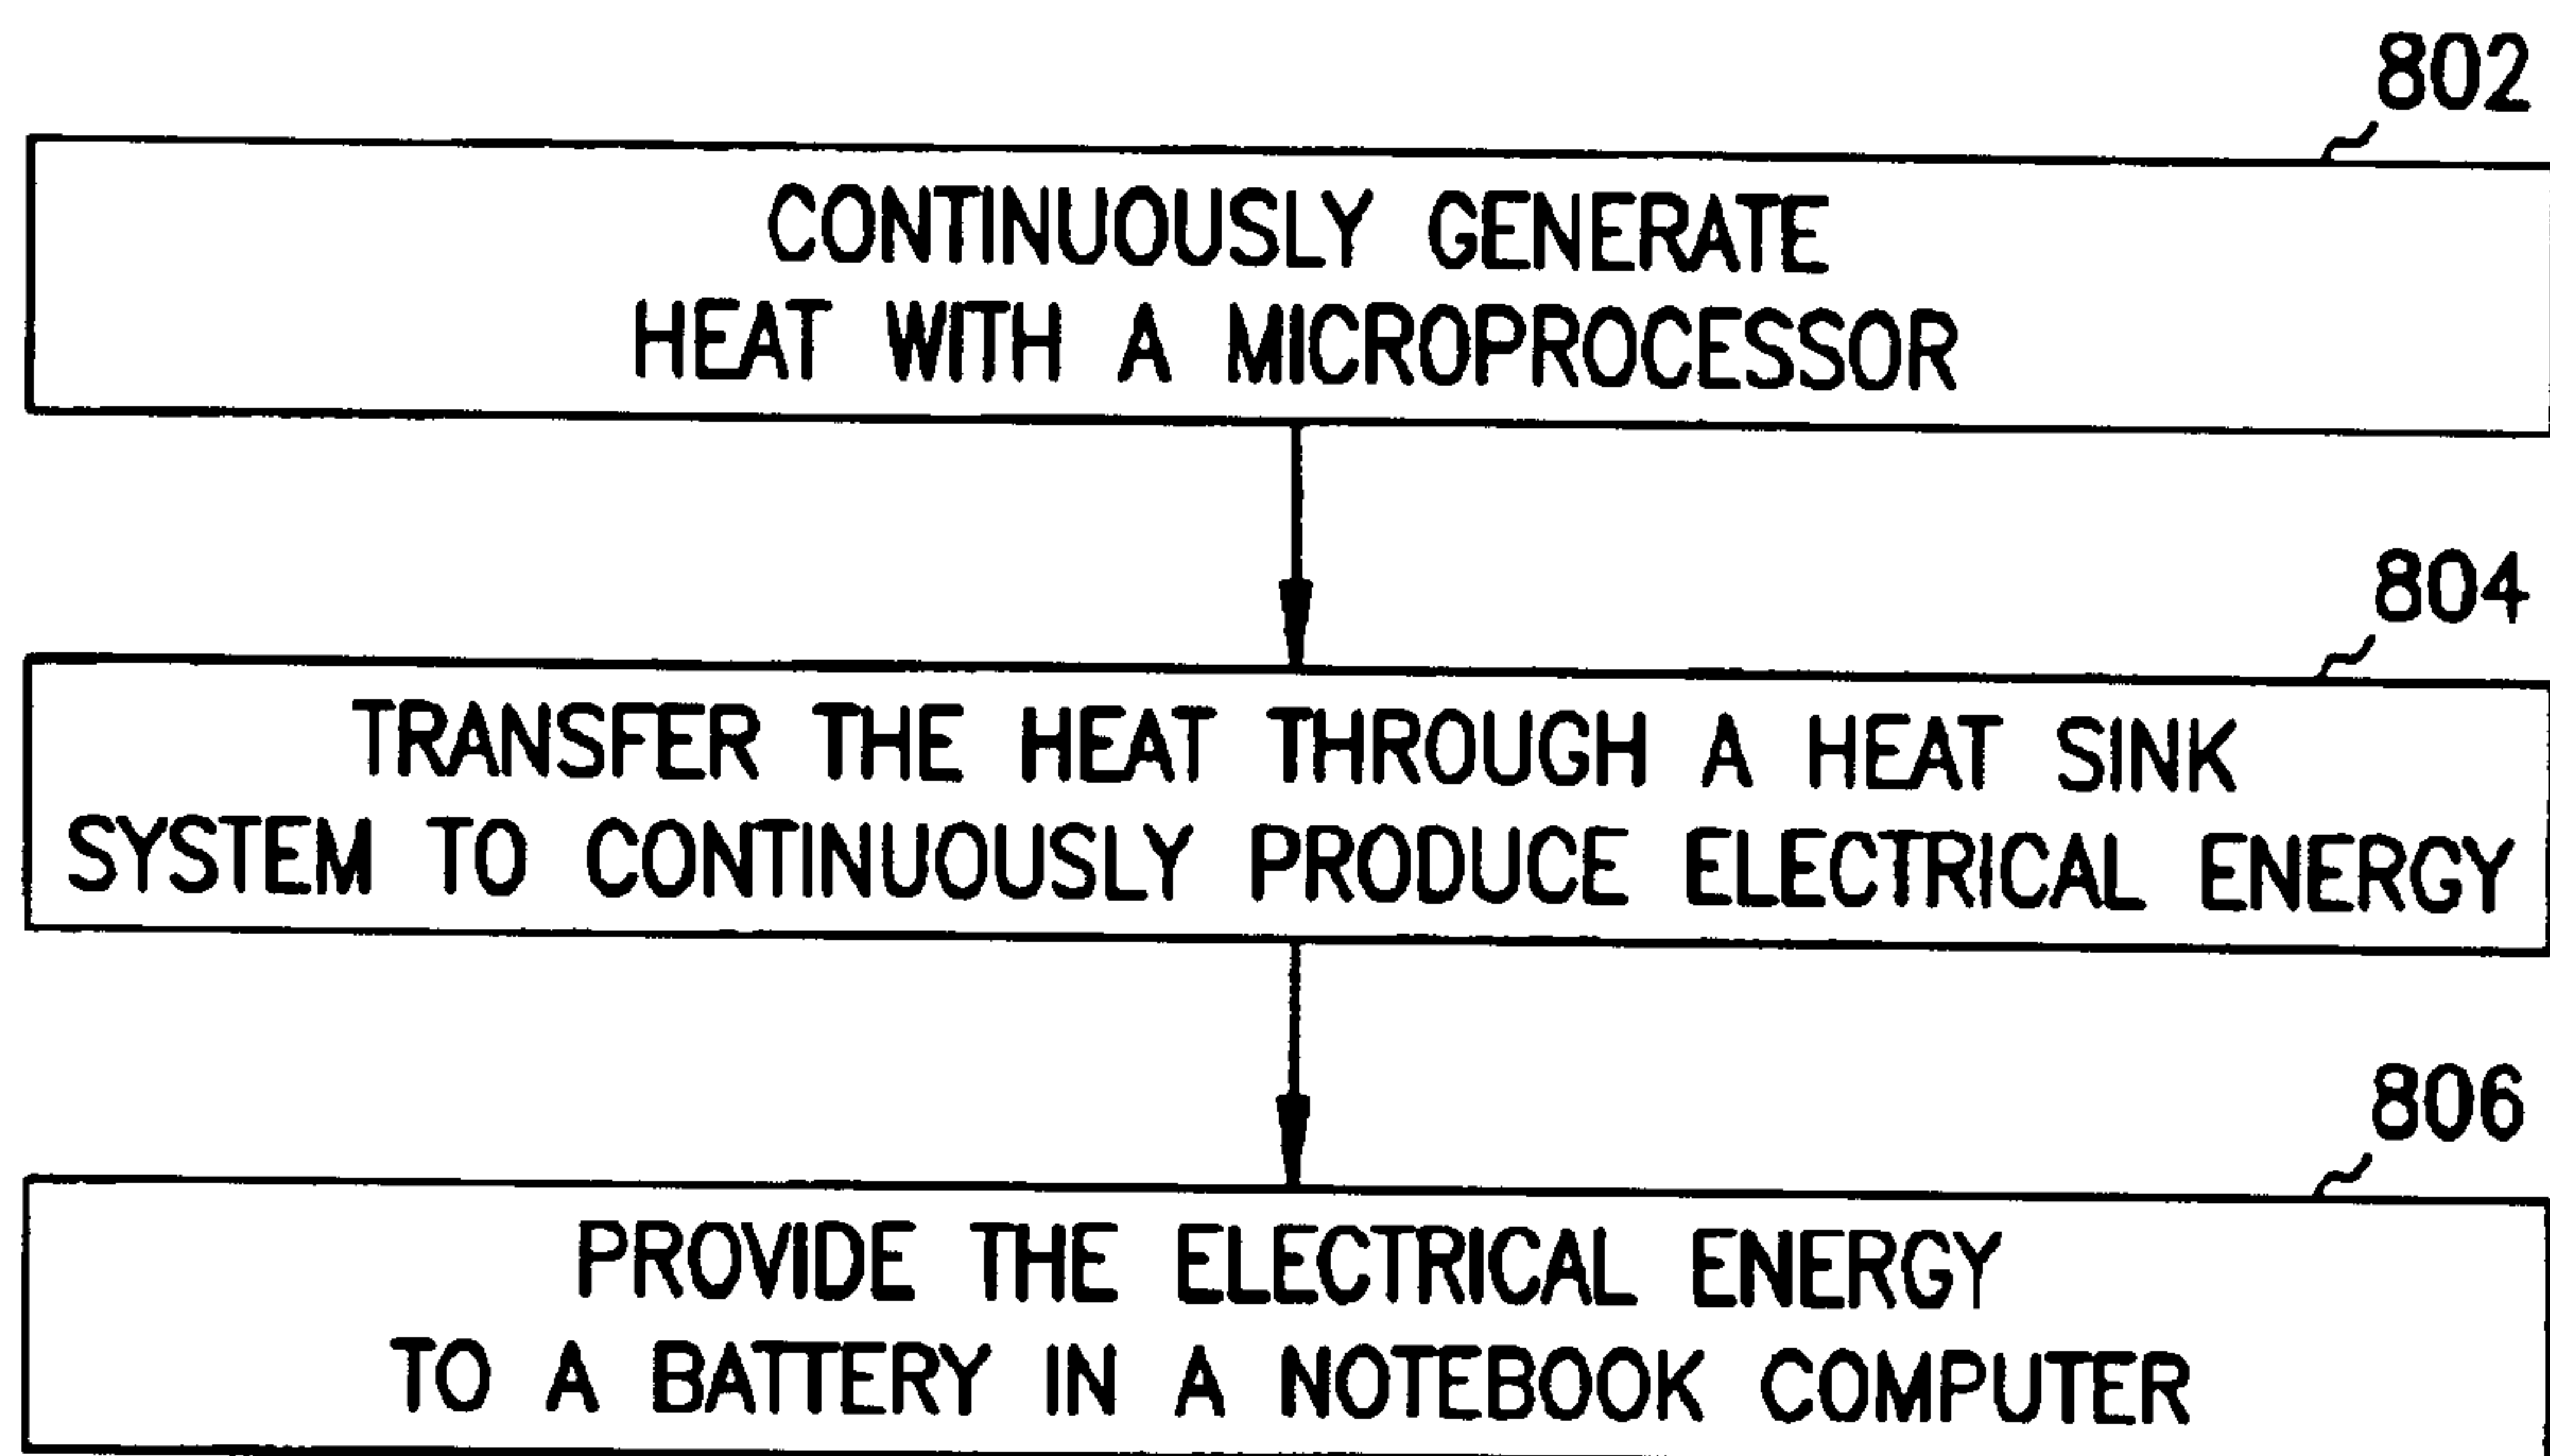 802
CONTINUOUSLY GENERATE
HEAT WITH A MICROPROCESSOR
804
TRANSFER THE HEAT THROUGH A HEAT SINK
SYSTEM TO CONTINUOUSLY PRODUCE ELECTRICAL ENERGY
806
PROVIDE THE ELECTRICAL ENERGY
TO A BATTERY IN A NOTEBOOK COMPUTER